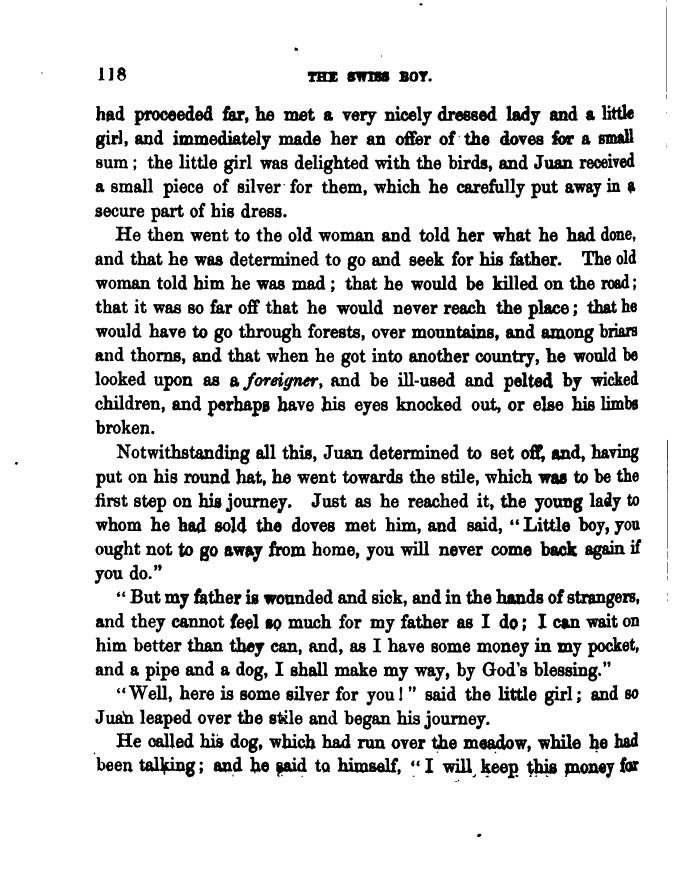 118 THE SWISS BOY.
had proceeded far, he met a very nicely dressed lady and a little
girl, and immediately made her an offer of the doves for a small
sum; the little girl was delighted with the birds, and Juan received
a small piece of silver for them, which he carefully put away in a
secure part of his dress.
He then went to the old woman and told her what he had done,
and that he was determined to go and seek for his father. The old
woman told him he was mad; that he would be killed on the road;
that it was so far off that he would never reach the place; that he
would have to go through forests, over mountains, and among briars
and thorns, and that when he got into another country, he would be
looked upon as a foreigner, and be ill-used and pelted by wicked
children, and perhaps have his eyes knocked out, or else his limbs
broken.
Notwithstanding all this, Juan determined to set off, and, having
put on his round hat, he went towards the stile, which was to be the
first step on his journey. Just as he reached it, the young lady to
whom he had sold the doves met him, and said, "Little boy, you
ought not to go away from home, you will never come back again if
you do."
"But my father is wounded and sick, and in the hands of strangers,
and they cannot feel so much for my father as I do; I can wait on
him better than they can, and, as I have some money in my pocket,
and a pipe and a dog, I shall make my way, by God's blessing."
"Well, here is some silver for you!" said the little girl; and so
Juan leaped over the stile and began his journey.
He called his dog, which had run over the meadow, while he had
been talking; and he said to himself, "I will keep this money for